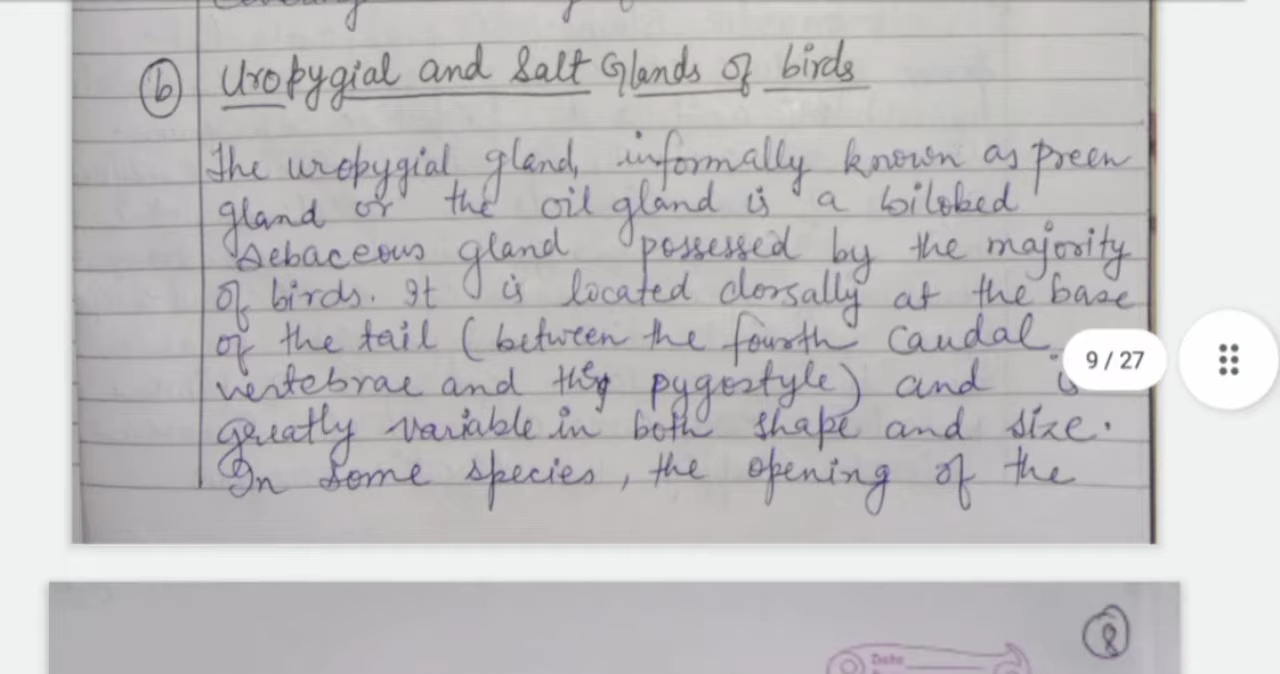 (b) Uropygial and Salt Glands of birds
The uropygial gland, informally known as preen
gland or the oil gland is a bilobed
sebaceous gland possessed by the majority
of birds. It is located dorsally at the base
of the tail (between the fourth caudal
vertebrae and the pygostyle) and is
greatly variable in both shape and size.
In some species, the opening of the
9 / 27
8
Date